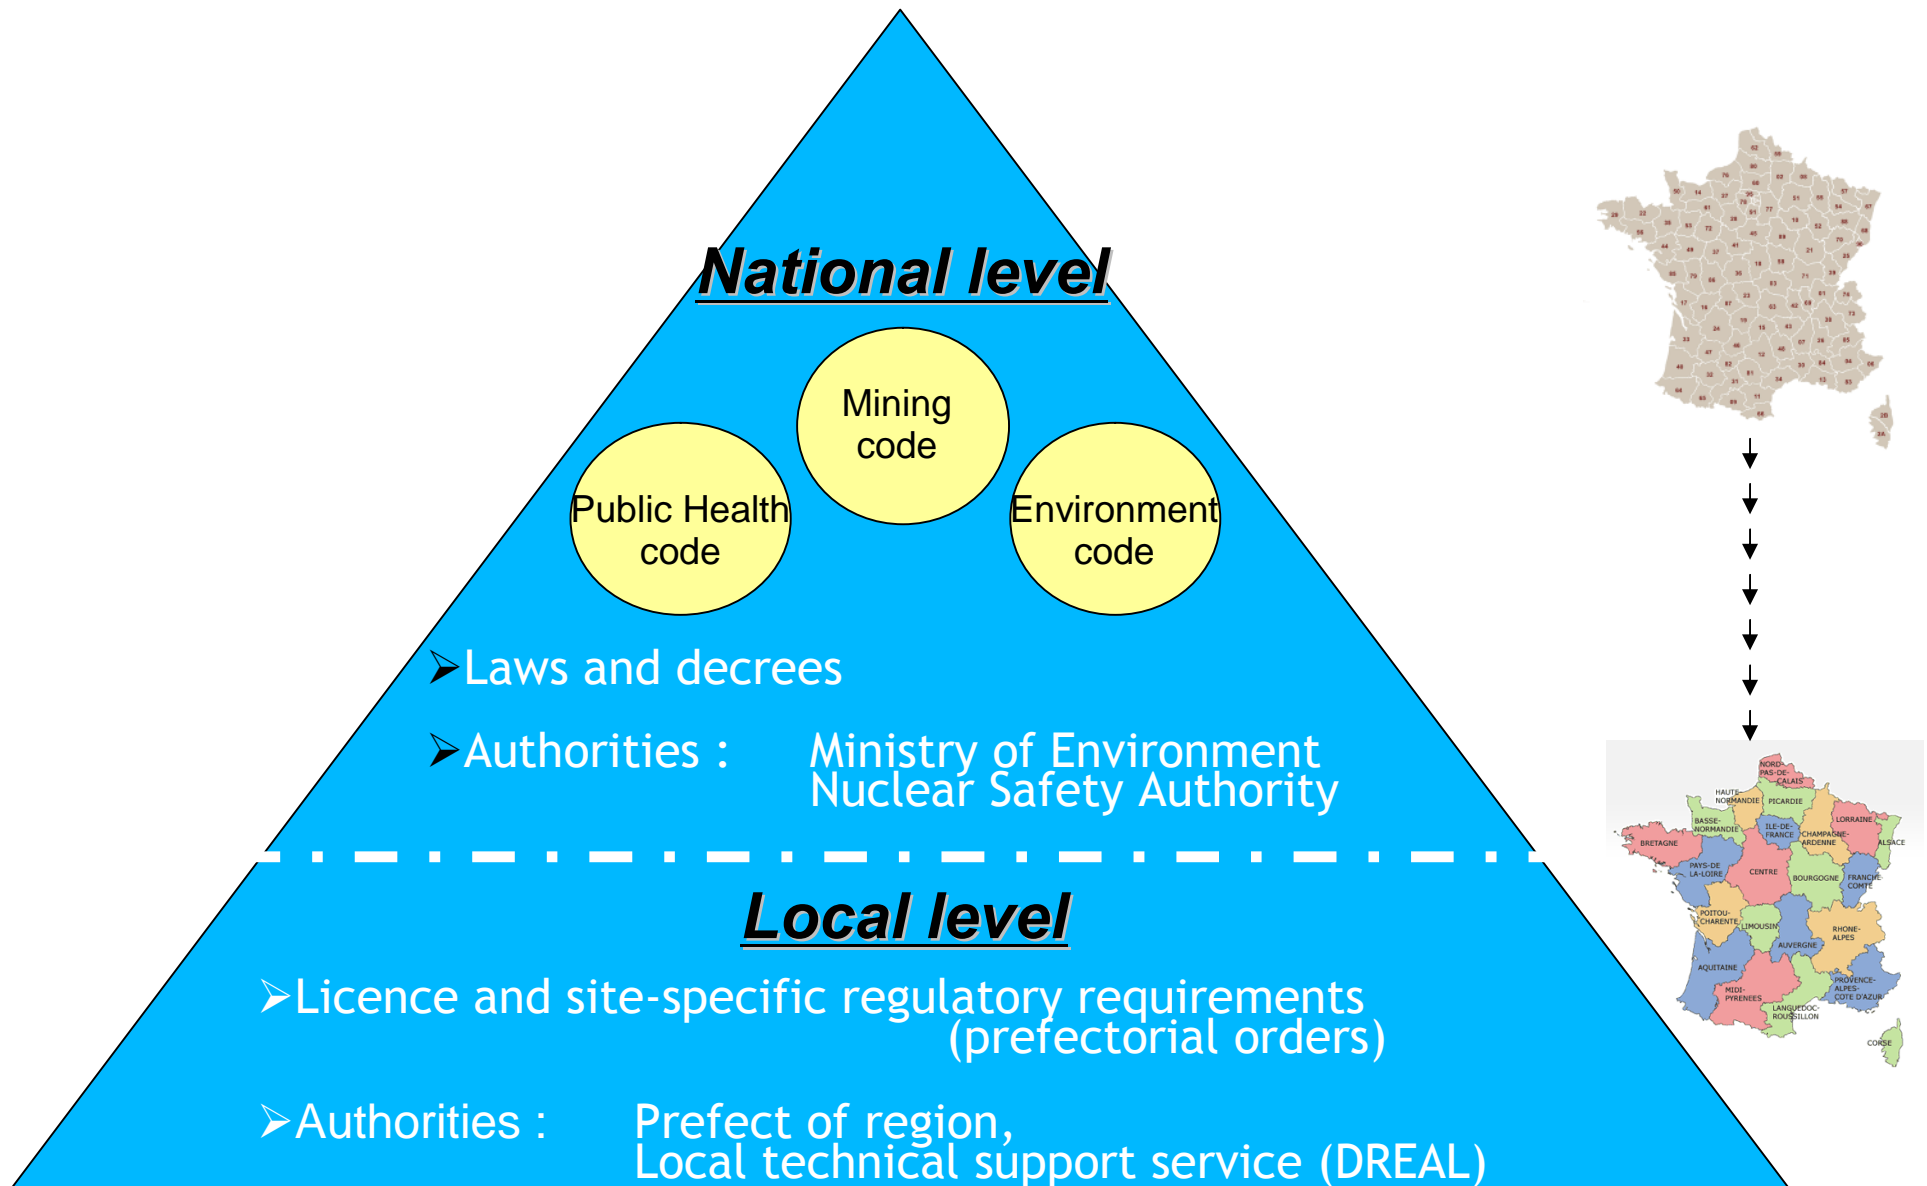 National level
Mining
code
Public Health
code
Environment
code
➢Laws and decrees
➢Authorities : Ministry of Environment
Nuclear Safety Authority
Local level
➢Licence and site-specific regulatory requirements
(prefectorial orders)
➢Authorities : Prefect of region,
Local technical support service (DREAL)
NORD-
PAS-DE-
CALAIS
HAUTE-
NORMANDIE
PICARDIE
BASSE-
NORMANDIE
ILE-DE-
FRANCE
CHAMPAGNE-
ARDENNE
LORRAINE
ALSACE
BRETAGNE
PAYS-DE
LA-LOIRE
CENTRE
BOURGOGNE
FRANCHE-
COMTE
POITOU-
CHARENTE
LIMOUSIN
AUVERGNE
RHONE-
ALPES
AQUITAINE
MIDI-
PYRENEES
LANGUEDOC-
ROUSSILLON
PROVENCE-
ALPES-
COTE D'AZUR
CORSE